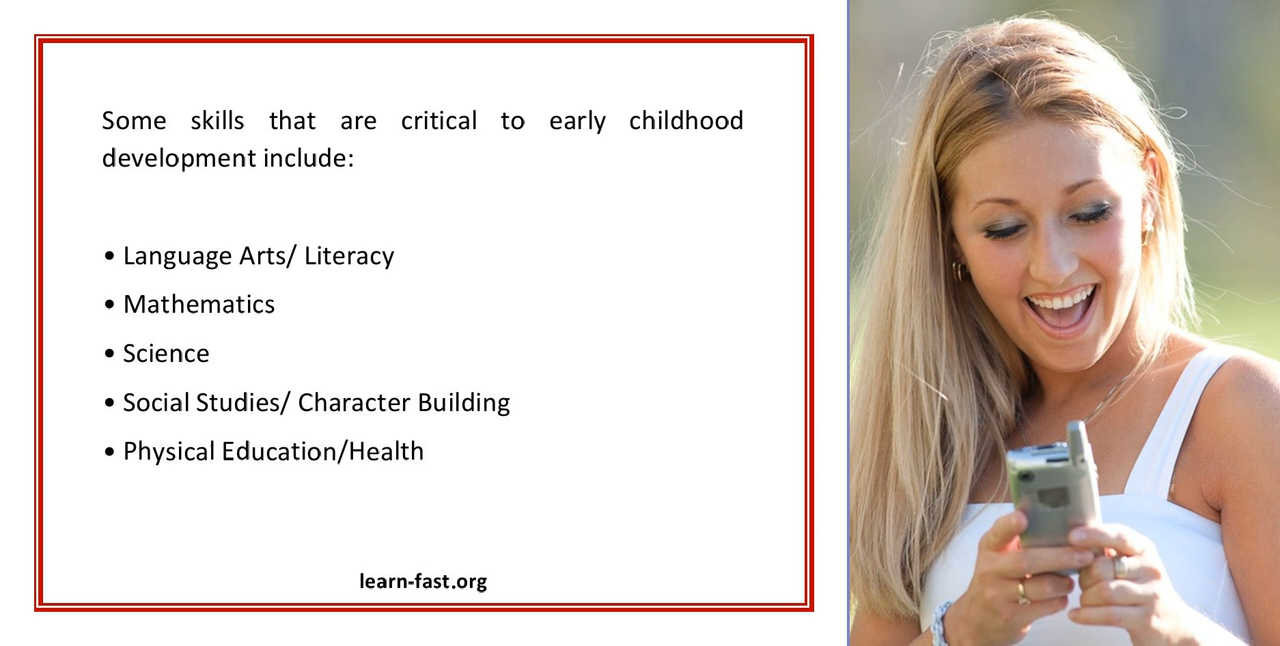 Some skills that are critical to early childhood
development include:
• Language Arts/ Literacy
• Mathematics
• Science
• Social Studies/ Character Building
• Physical Education/Health
learn-fast.org